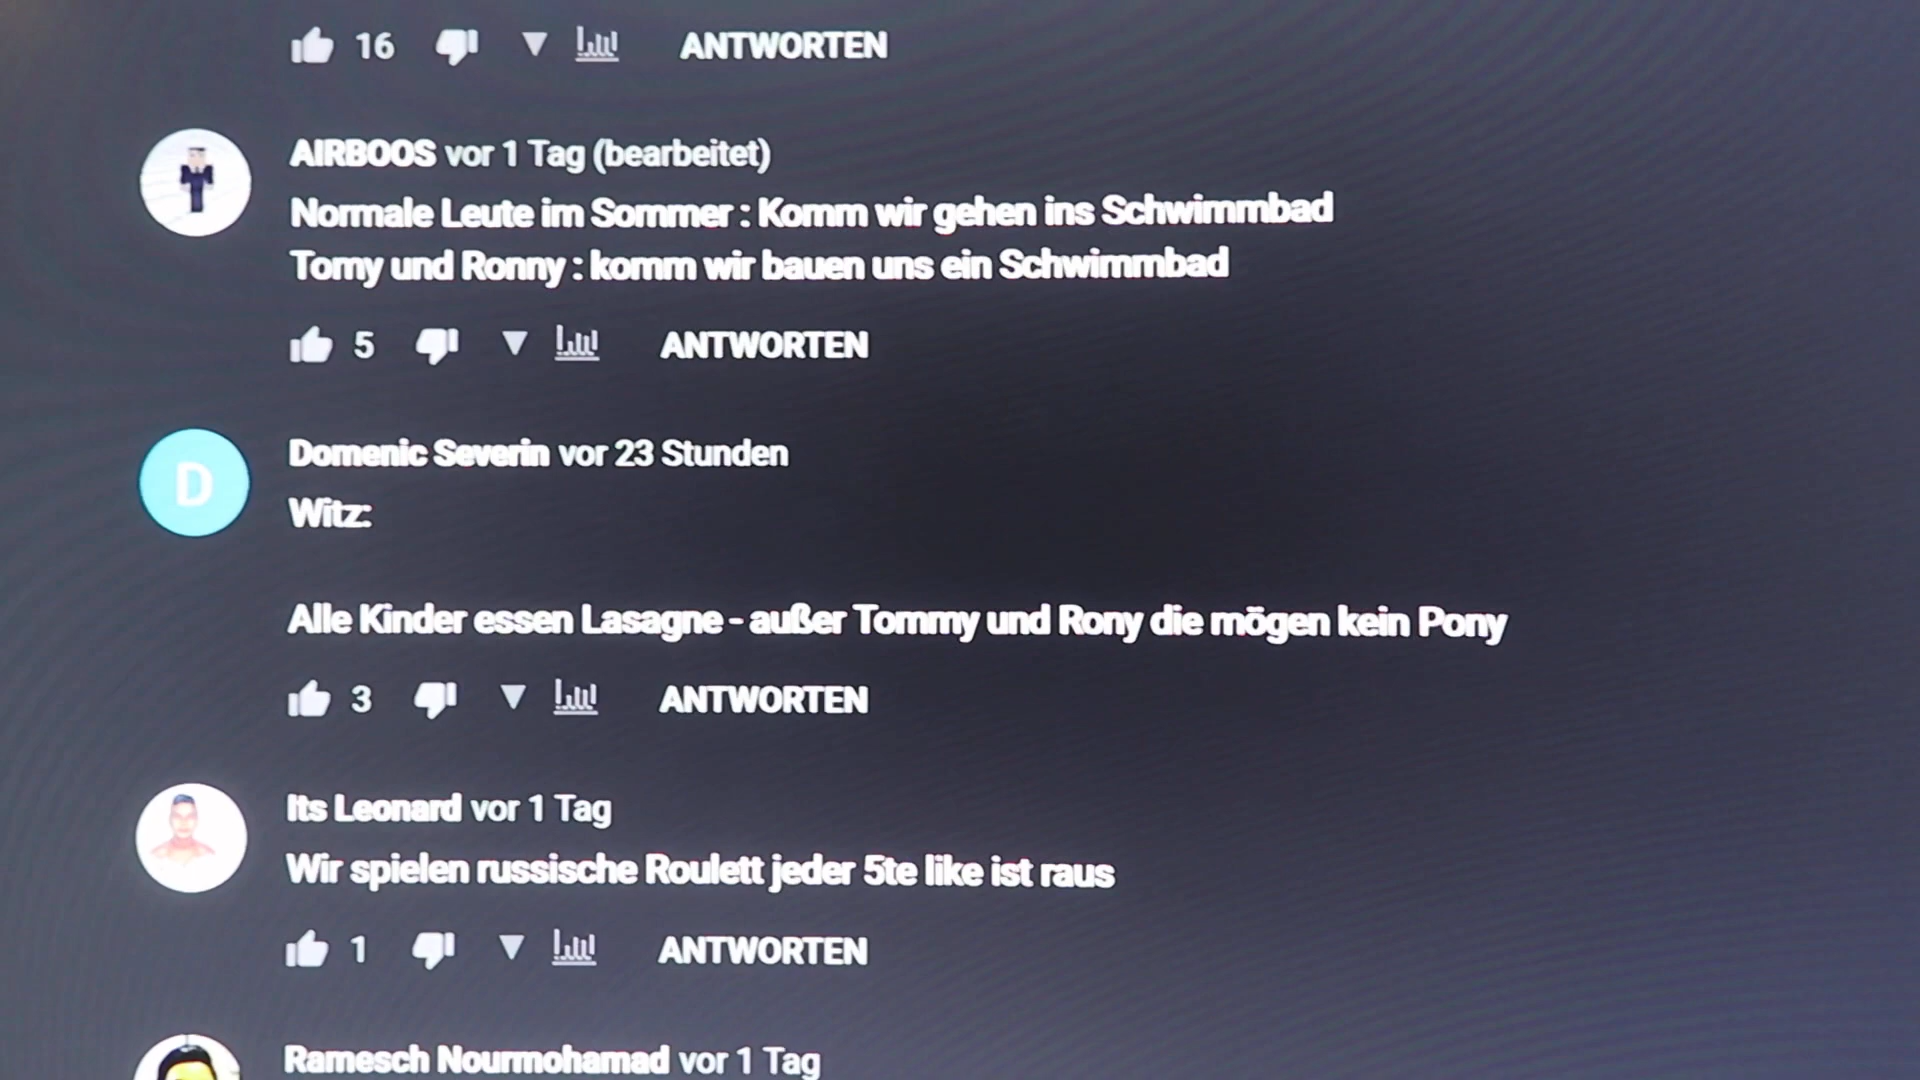 16 ANTWORTEN
AIRBOOS vor 1 Tag (bearbeitet)
Normale Leute im Sommer : Komm wir gehen ins Schwimmbad
Tomy und Ronny : komm wir bauen uns ein Schwimmbad
5 ANTWORTEN
D
Domenic Severin vor 23 Stunden
Witz:
Alle Kinder essen Lasagne - außer Tommy und Rony die mögen kein Pony
3 ANTWORTEN
Its Leonard vor 1 Tag
Wir spielen russische Roulett jeder 5te like ist raus
1 ANTWORTEN
Ramesch Nourmohamad vor 1 Tag